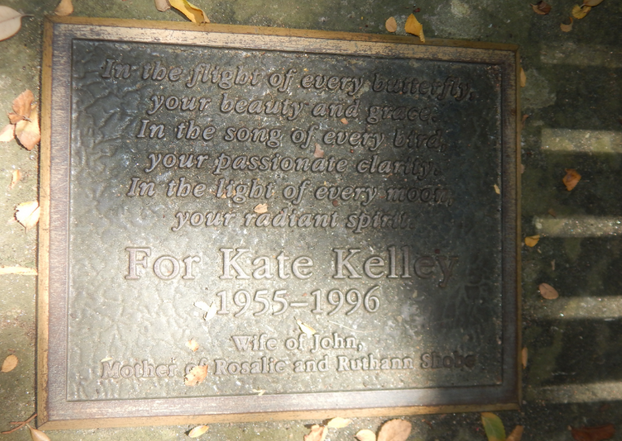 In the flight of every butterfly,
your beauty and grace.
In the song of every bird,
your passionate clarity.
In the light of every moon,
your radiant spirit.
For Kate Kelley
1955–1996
Wife of John,
Mother of Rosalie and Ruthann